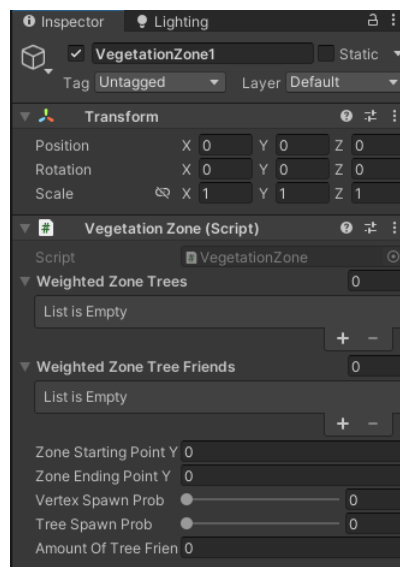 Inspector Lighting
VegetationZone1 Static
Tag Untagged Layer Default
Transform
Position X 0 Y 0 Z 0
Rotation X 0 Y 0 Z 0
Scale X 1 Y 1 Z 1
# Vegetation Zone (Script)
Script VegetationZone
Weighted Zone Trees 0
List is Empty
+ −
Weighted Zone Tree Friends 0
List is Empty
+ −
Zone Starting Point Y 0
Zone Ending Point Y 0
Vertex Spawn Prob 0
Tree Spawn Prob 0
Amount Of Tree Frien 0